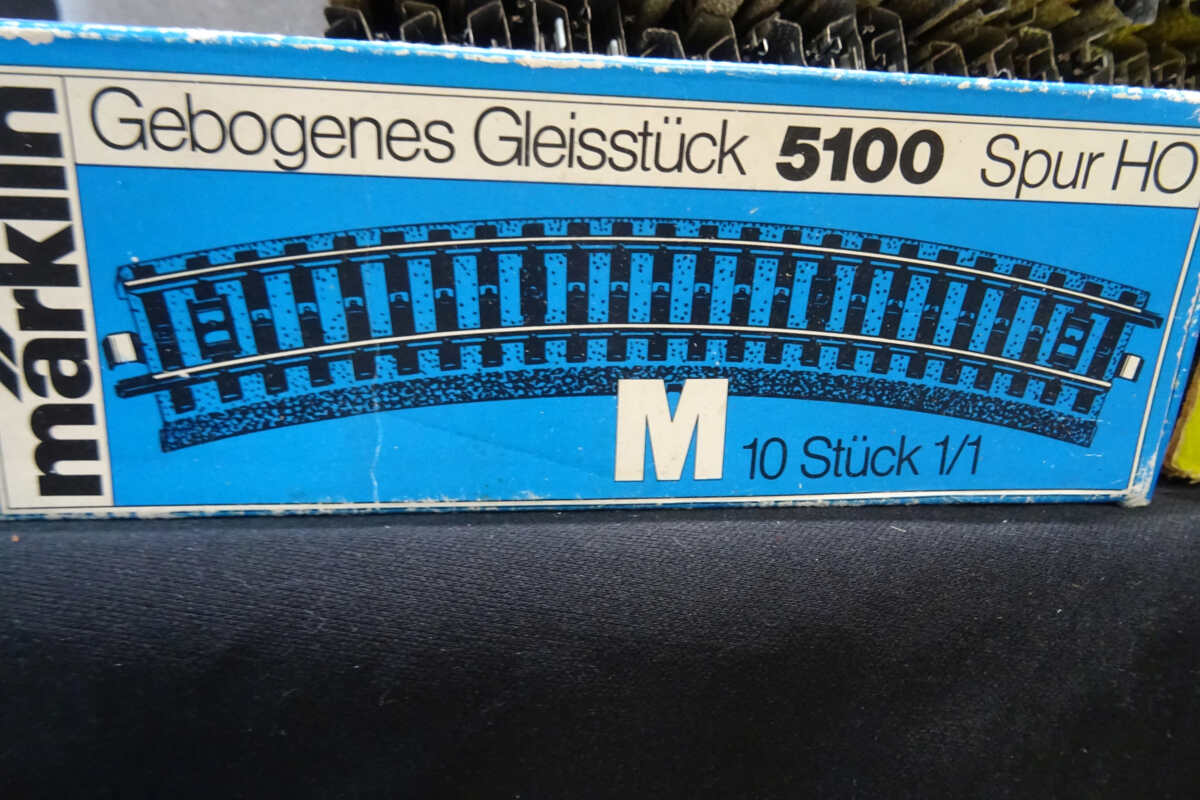 märklin
Gebogenes Gleisstück 5100 Spur HO
M 10 Stück 1/1